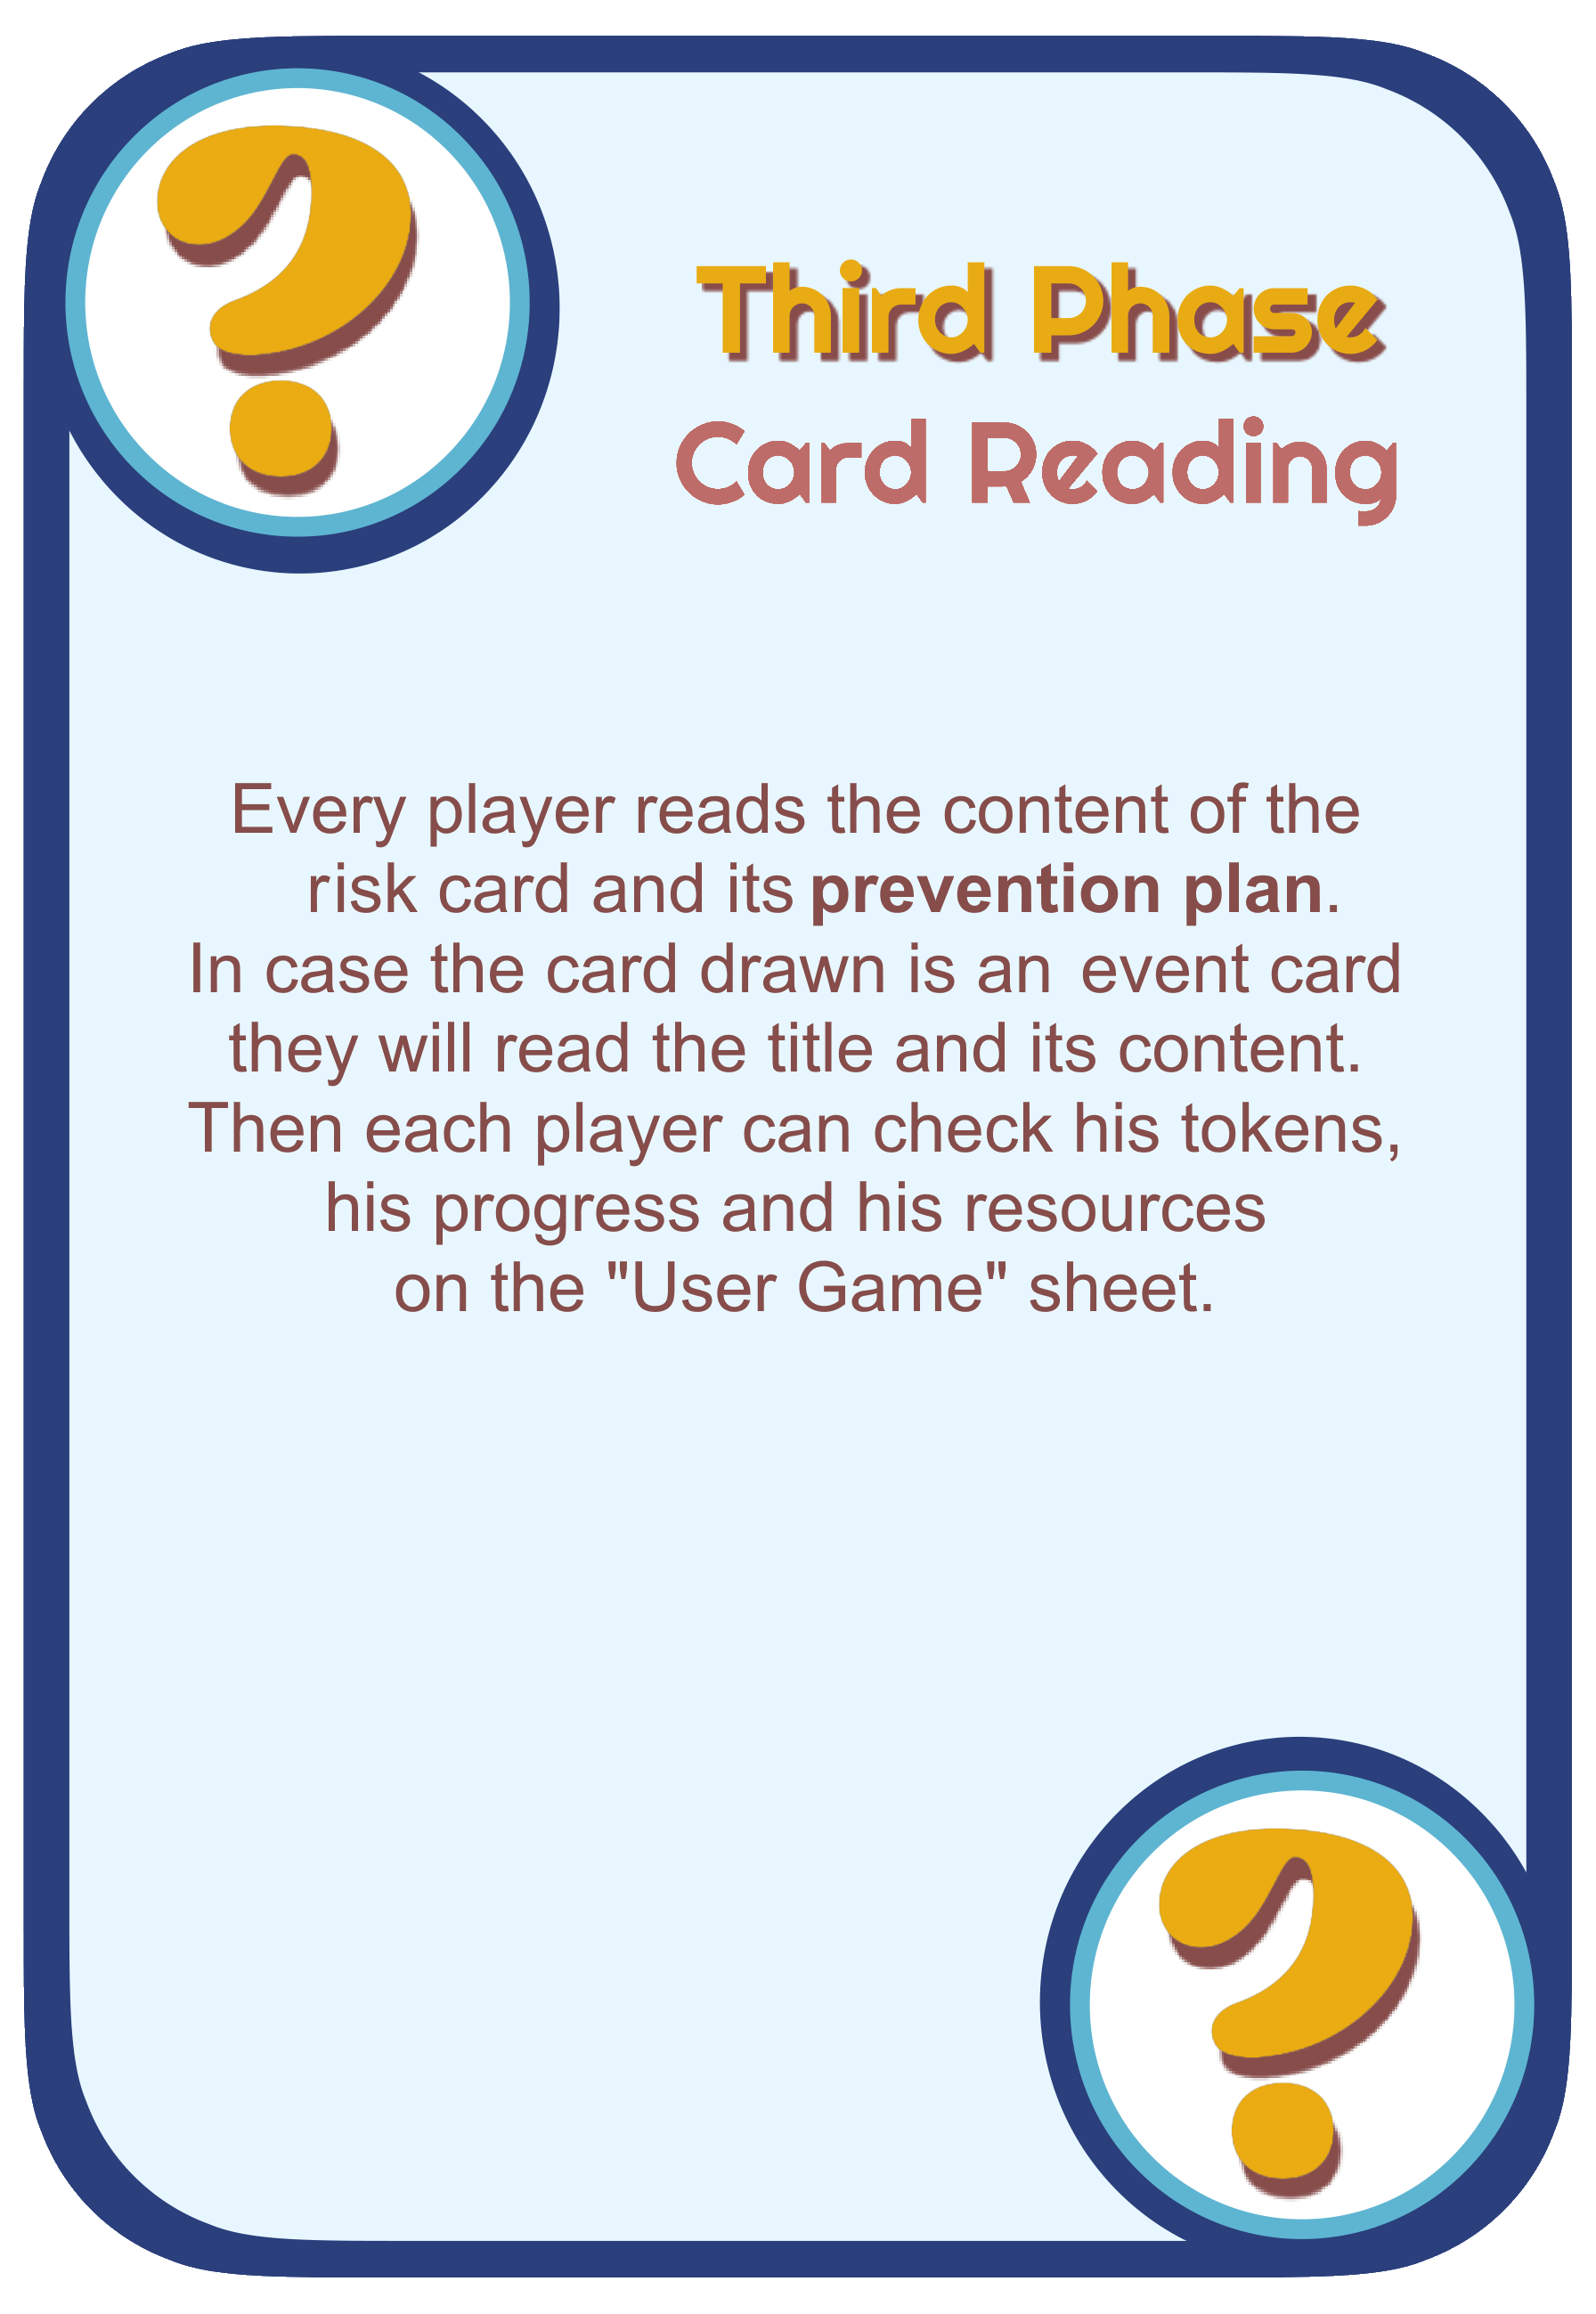 Third Phase
Card Reading
Every player reads the content of the
risk card and its prevention plan.
In case the card drawn is an event card
they will read the title and its content.
Then each player can check his tokens,
his progress and his resources
on the "User Game" sheet.